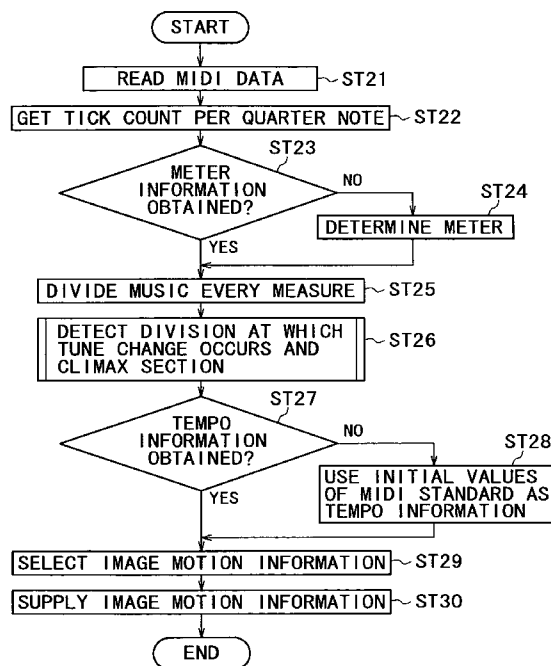 START
READ MIDI DATA
ST21
GET TICK COUNT PER QUARTER NOTE
ST22
ST23
METER
INFORMATION
OBTAINED?
NO
ST24
DETERMINE METER
YES
DIVIDE MUSIC EVERY MEASURE
ST25
DETECT DIVISION AT WHICH
TUNE CHANGE OCCURS AND
CLIMAX SECTION
ST26
ST27
TEMPO
INFORMATION
OBTAINED?
NO
ST28
USE INITIAL VALUES
OF MIDI STANDARD AS
TEMPO INFORMATION
YES
SELECT IMAGE MOTION INFORMATION
ST29
SUPPLY IMAGE MOTION INFORMATION
ST30
END